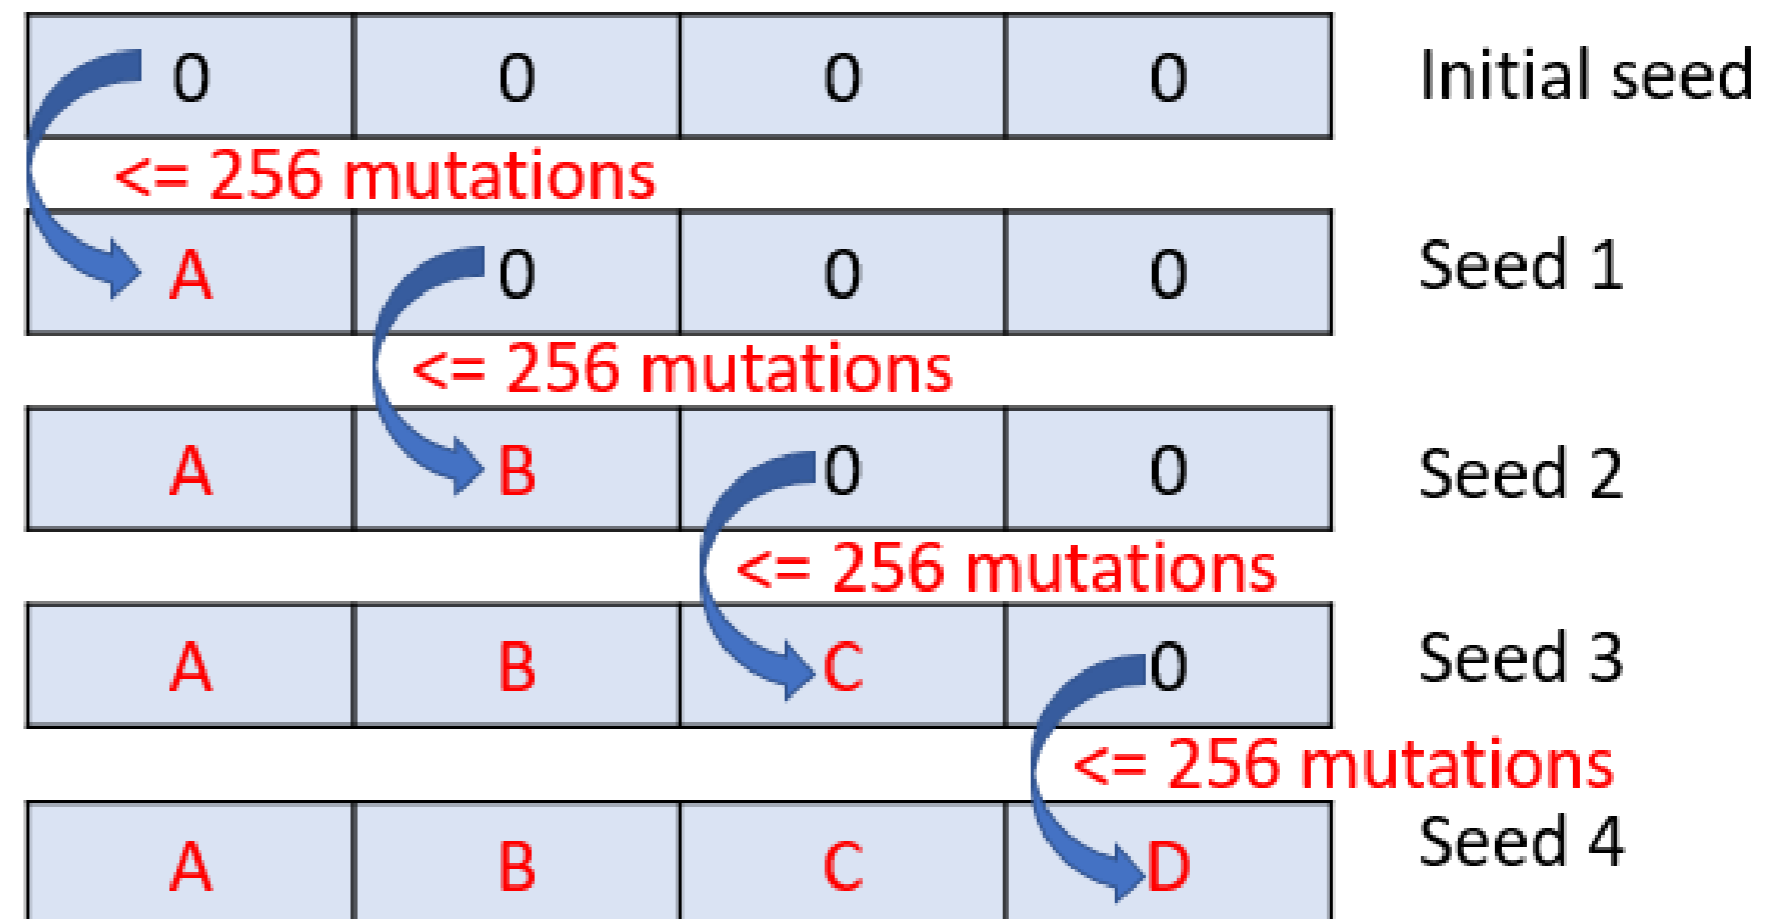 0 0 0 0 Initial seed
<= 256 mutations
A 0 0 0 Seed 1
<= 256 mutations
A B 0 0 Seed 2
<= 256 mutations
A B C 0 Seed 3
<= 256 mutations
A B C D Seed 4